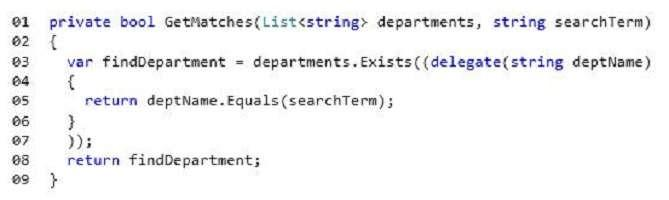 01 private bool GetMatches(List<string> departments, string searchTerm)
02 {
03 var findDepartment = departments.Exists((delegate(string deptName)
04 {
05 return deptName.Equals(searchTerm);
06 }
07 ));
08 return findDepartment;
09 }